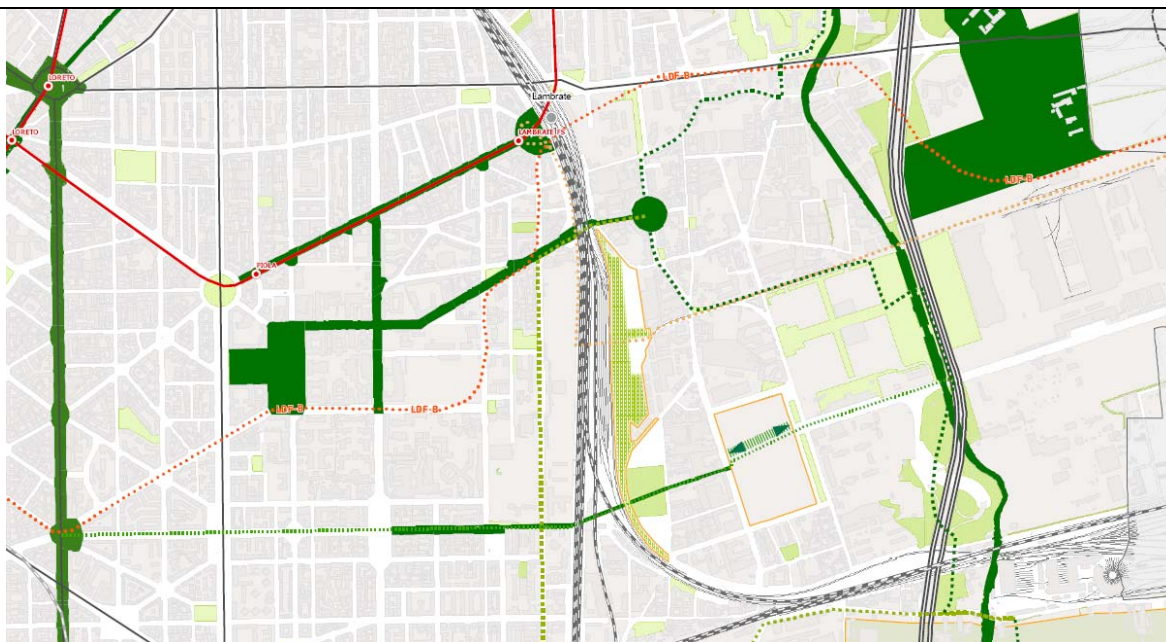 LORETO
LDF-B
Lambrate
LORETO
LAMBRATE FS
LDF-B
PIOLA
LDF-B
LDF-B